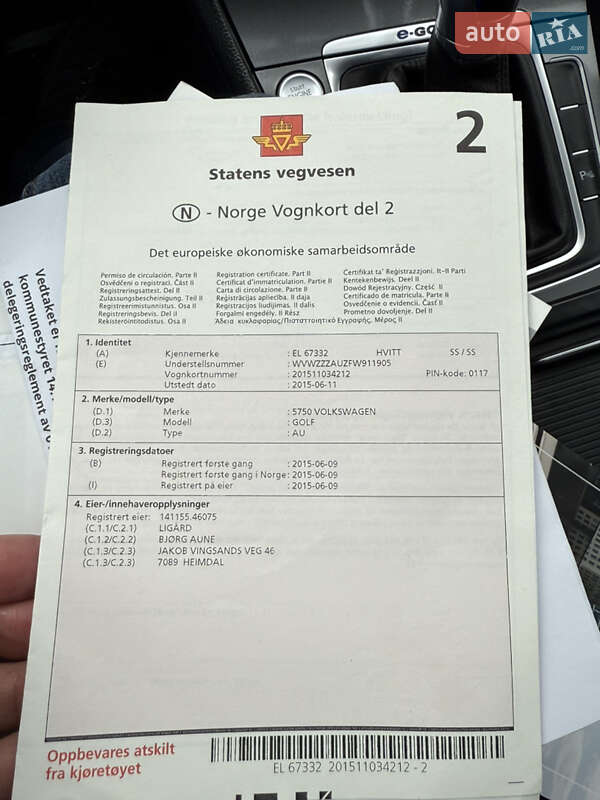 auto RIA .com
e-GO
START
ENGINE
2
Statens vegvesen
N - Norge Vognkort del 2
Det europeiske økonomiske samarbeidsområde
Permiso de circulación. Parte II
Osvědčení o registraci. Část II
Registreringsattest. Del II
Zulassungsbescheinigung. Teil II
Registreerimistunnistus. Osa II
Registreringsbevis. Del II
Rekisteröintitodistus. Osa II
Registration certificate. Part II
Certificat d'immatriculation. Partie II
Carta di circolazione. Parte II
Reģistrācijas apliecība. II daļa
Registracijos liudijimas. II dalis
Forgalmi engedély. II Rész
Άδεια κυκλοφορίας/Πιστοποιητικό Εγγραφής. Μέρος II
Certifikat ta' Reġistrazzjoni. It-II Parti
Kentekenbewijs. Deel II
Dowód Rejestracyjny. Część II
Certificado de matrícula. Parte II
Osvedčenie o evidencii. Časť II
Prometno dovoljenje. Del II
1. Identitet
(A) Kjennemerke : EL 67332 HVITT SS / SS
(E) Understellsnummer : WVWZZZAUZFW911905
Vognkortnummer : 201511034212 PIN-kode: 0117
Utstedt dato : 2015-06-11
2. Merke/modell/type
(D.1) Merke : 5750 VOLKSWAGEN
(D.3) Modell : GOLF
(D.2) Type : AU
3. Registreringsdatoer
(B) Registrert første gang : 2015-06-09
Registrert første gang i Norge : 2015-06-09
(I) Registrert på eier : 2015-06-09
4. Eier-/innehaveropplysninger
Registrert eier: 141155.46075
(C.1.1/C.2.1) LIGÅRD
(C.1.2/C.2.2) BJØRG AUNE
(C.1.3/C.2.3) JAKOB VINGSANDS VEG 46
(C.1.3/C.2.3) 7089 HEIMDAL
Oppbevares atskilt
fra kjøretøyet
EL 67332 201511034212 - 2
Vedtaket er
kommunestyret 14.
delegeringsreglement av